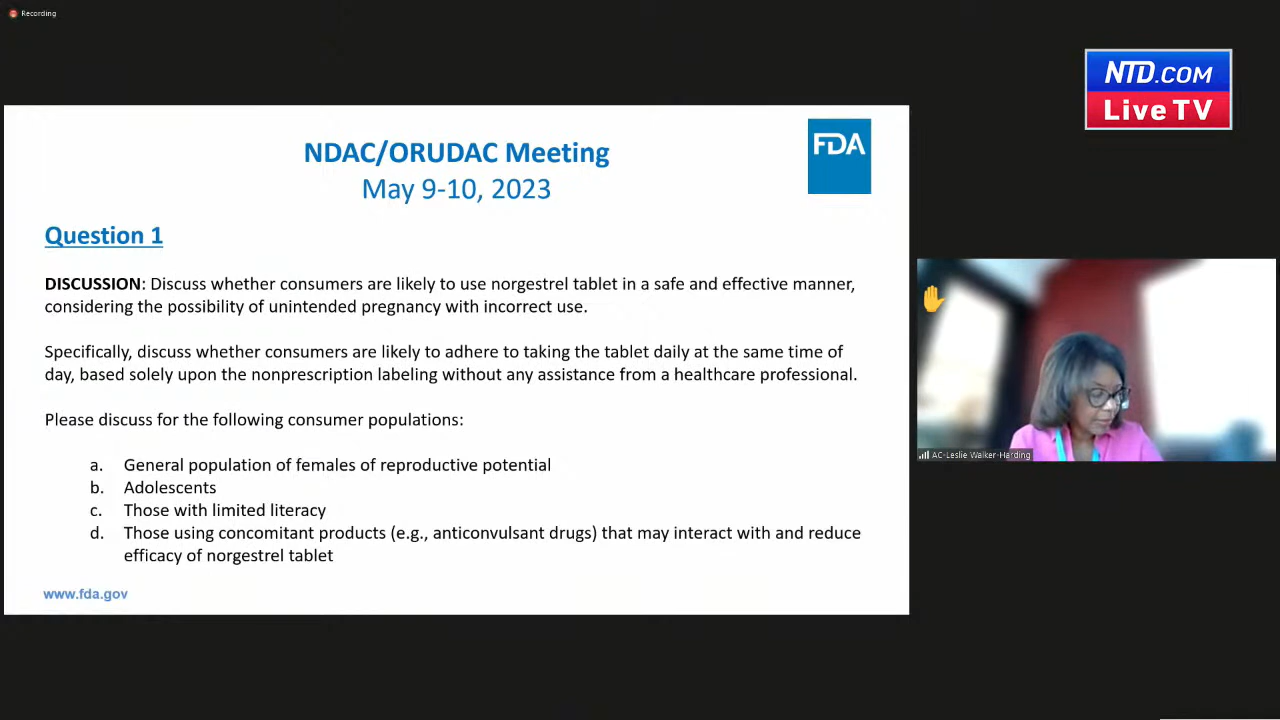 Recording
NTD.COM
Live TV
NDAC/ORUDAC Meeting
FDA
May 9-10, 2023
Question 1
DISCUSSION: Discuss whether consumers are likely to use norgestrel tablet in a safe and effective manner,
considering the possibility of unintended pregnancy with incorrect use.
Specifically, discuss whether consumers are likely to adhere to taking the tablet daily at the same time of
day, based solely upon the nonprescription labeling without any assistance from a healthcare professional.
Please discuss for the following consumer populations:
a. General population of females of reproductive potential
b. Adolescents
c. Those with limited literacy
d. Those using concomitant products (e.g., anticonvulsant drugs) that may interact with and reduce
efficacy of norgestrel tablet
www.fda.gov
AC-Leslie Walker-Harding